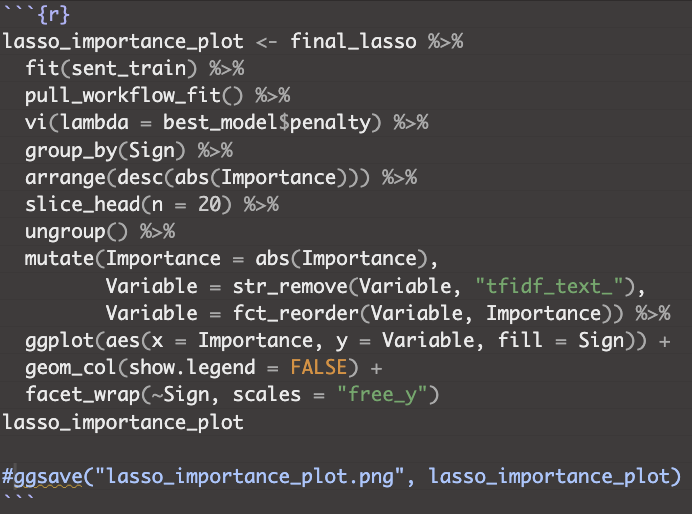 ```{r}
lasso_importance_plot <- final_lasso %>%
  fit(sent_train) %>%
  pull_workflow_fit() %>%
  vi(lambda = best_model$penalty) %>%
  group_by(Sign) %>%
  arrange(desc(abs(Importance))) %>%
  slice_head(n = 20) %>%
  ungroup() %>%
  mutate(Importance = abs(Importance),
         Variable = str_remove(Variable, "tfidf_text_"),
         Variable = fct_reorder(Variable, Importance)) %>%
  ggplot(aes(x = Importance, y = Variable, fill = Sign)) +
  geom_col(show.legend = FALSE) +
  facet_wrap(~Sign, scales = "free_y")
lasso_importance_plot

#ggsave("lasso_importance_plot.png", lasso_importance_plot)
```